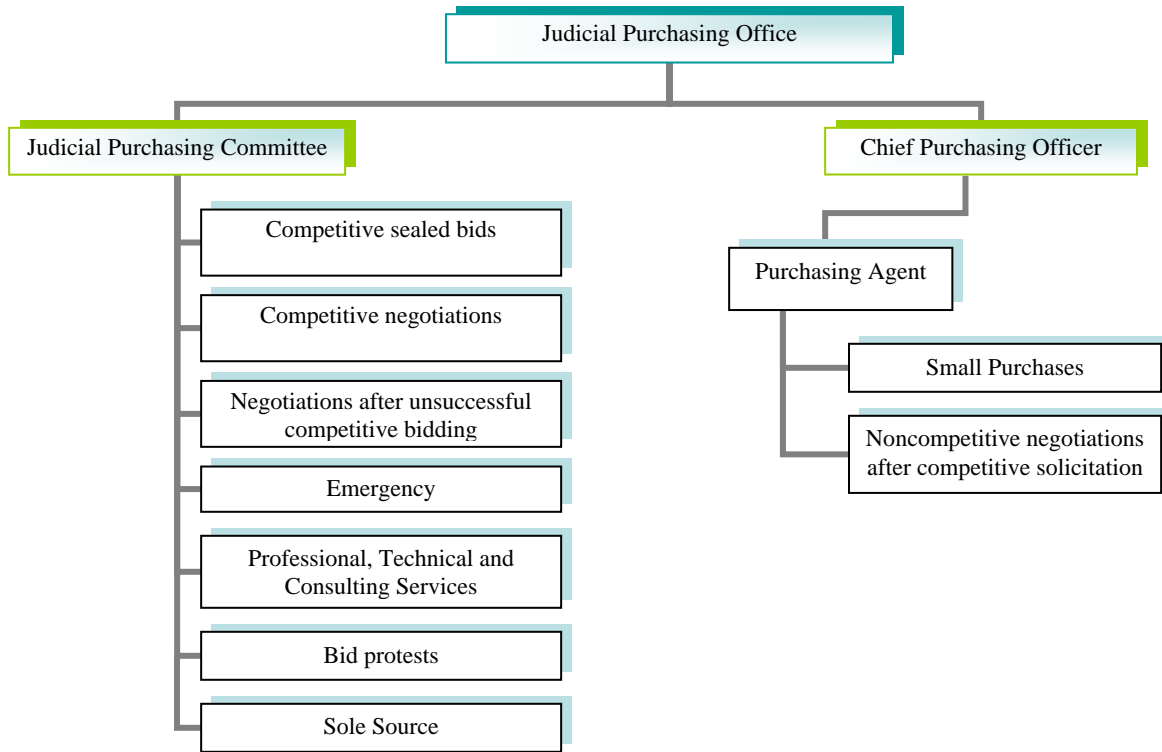 Judicial Purchasing Office
Judicial Purchasing Committee
Chief Purchasing Officer
Competitive sealed bids
Competitive negotiations
Negotiations after unsuccessful
competitive bidding
Emergency
Professional, Technical and
Consulting Services
Bid protests
Sole Source
Purchasing Agent
Small Purchases
Noncompetitive negotiations
after competitive solicitation